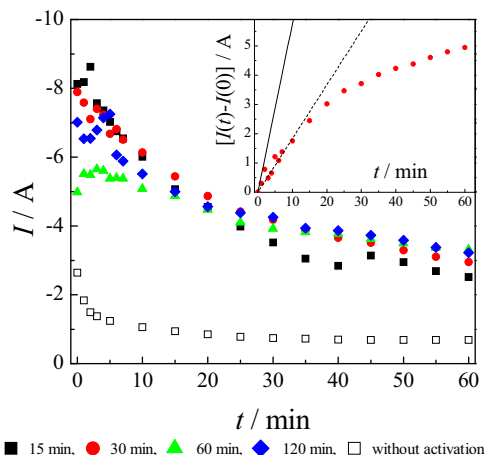 -10
-8
-6
-4
-2
0
I / A
0 10 20 30 40 50 60
t / min
[I(t)-I(0)] / A
5
4
3
2
1
0
0 10 20 30 40 50 60
t / min
15 min, 30 min, 60 min, 120 min, without activation